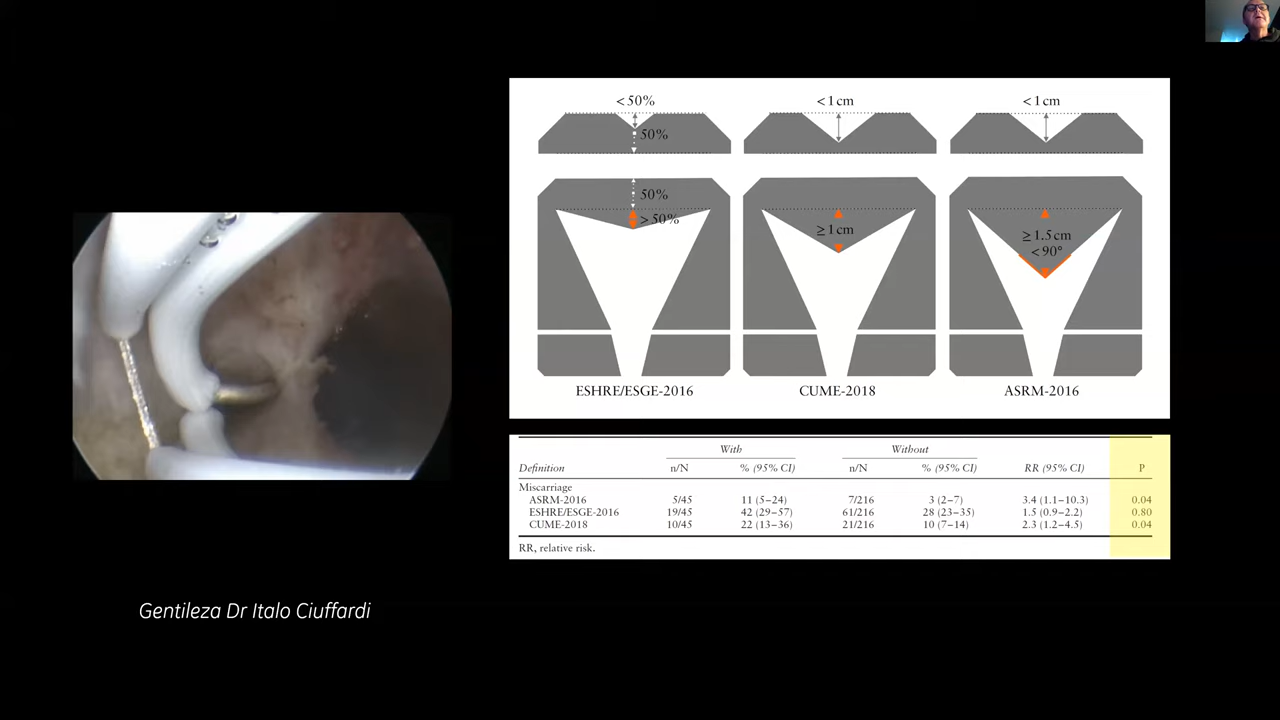 < 50% < 1 cm < 1 cm
50%
50%
> 50% ≥ 1 cm ≥ 1.5 cm
< 90°
ESHRE/ESGE-2016 CUME-2018 ASRM-2016
With Without
Definition n/N % (95% CI) n/N % (95% CI) RR (95% CI) P
Miscarriage
ASRM-2016 5/45 11 (5–24) 7/216 3 (2–7) 3.4 (1.1–10.3) 0.04
ESHRE/ESGE-2016 19/45 42 (29–57) 61/216 28 (23–35) 1.5 (0.9–2.2) 0.80
CUME-2018 10/45 22 (13–36) 21/216 10 (7–14) 2.3 (1.2–4.5) 0.04
RR, relative risk.
Gentileza Dr Italo Ciuffardi